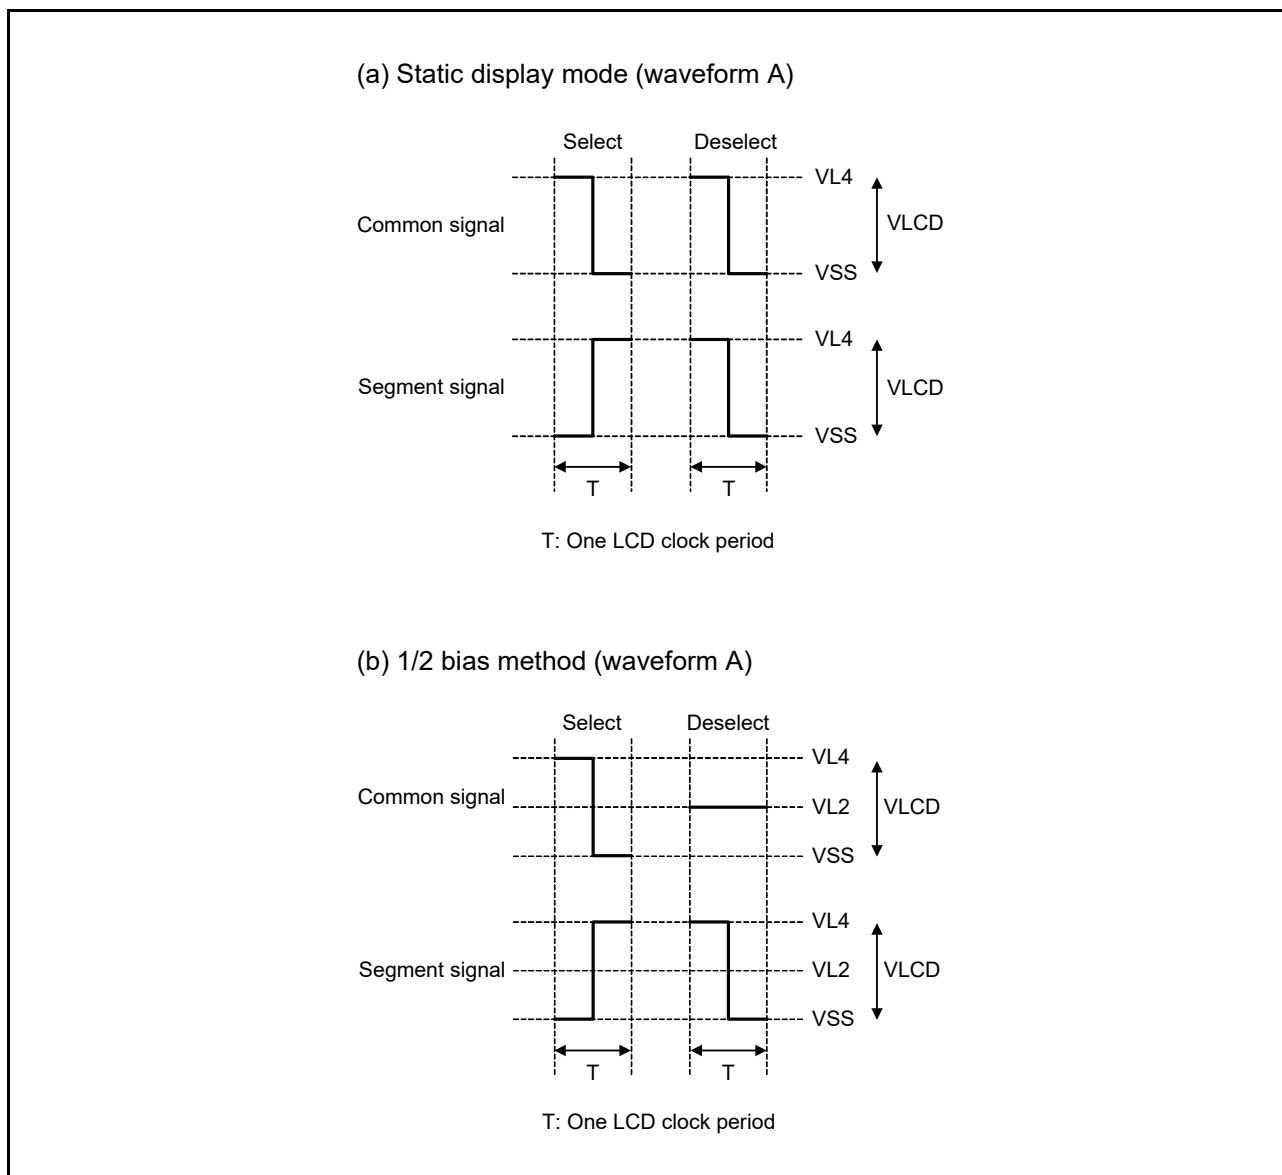 (a) Static display mode (waveform A)
Select Deselect
VL4
Common signal VLCD
VSS
VL4
Segment signal VLCD
VSS
T T
T: One LCD clock period
(b) 1/2 bias method (waveform A)
Select Deselect
VL4
Common signal VL2 VLCD
VSS
VL4
Segment signal VL2 VLCD
VSS
T T
T: One LCD clock period